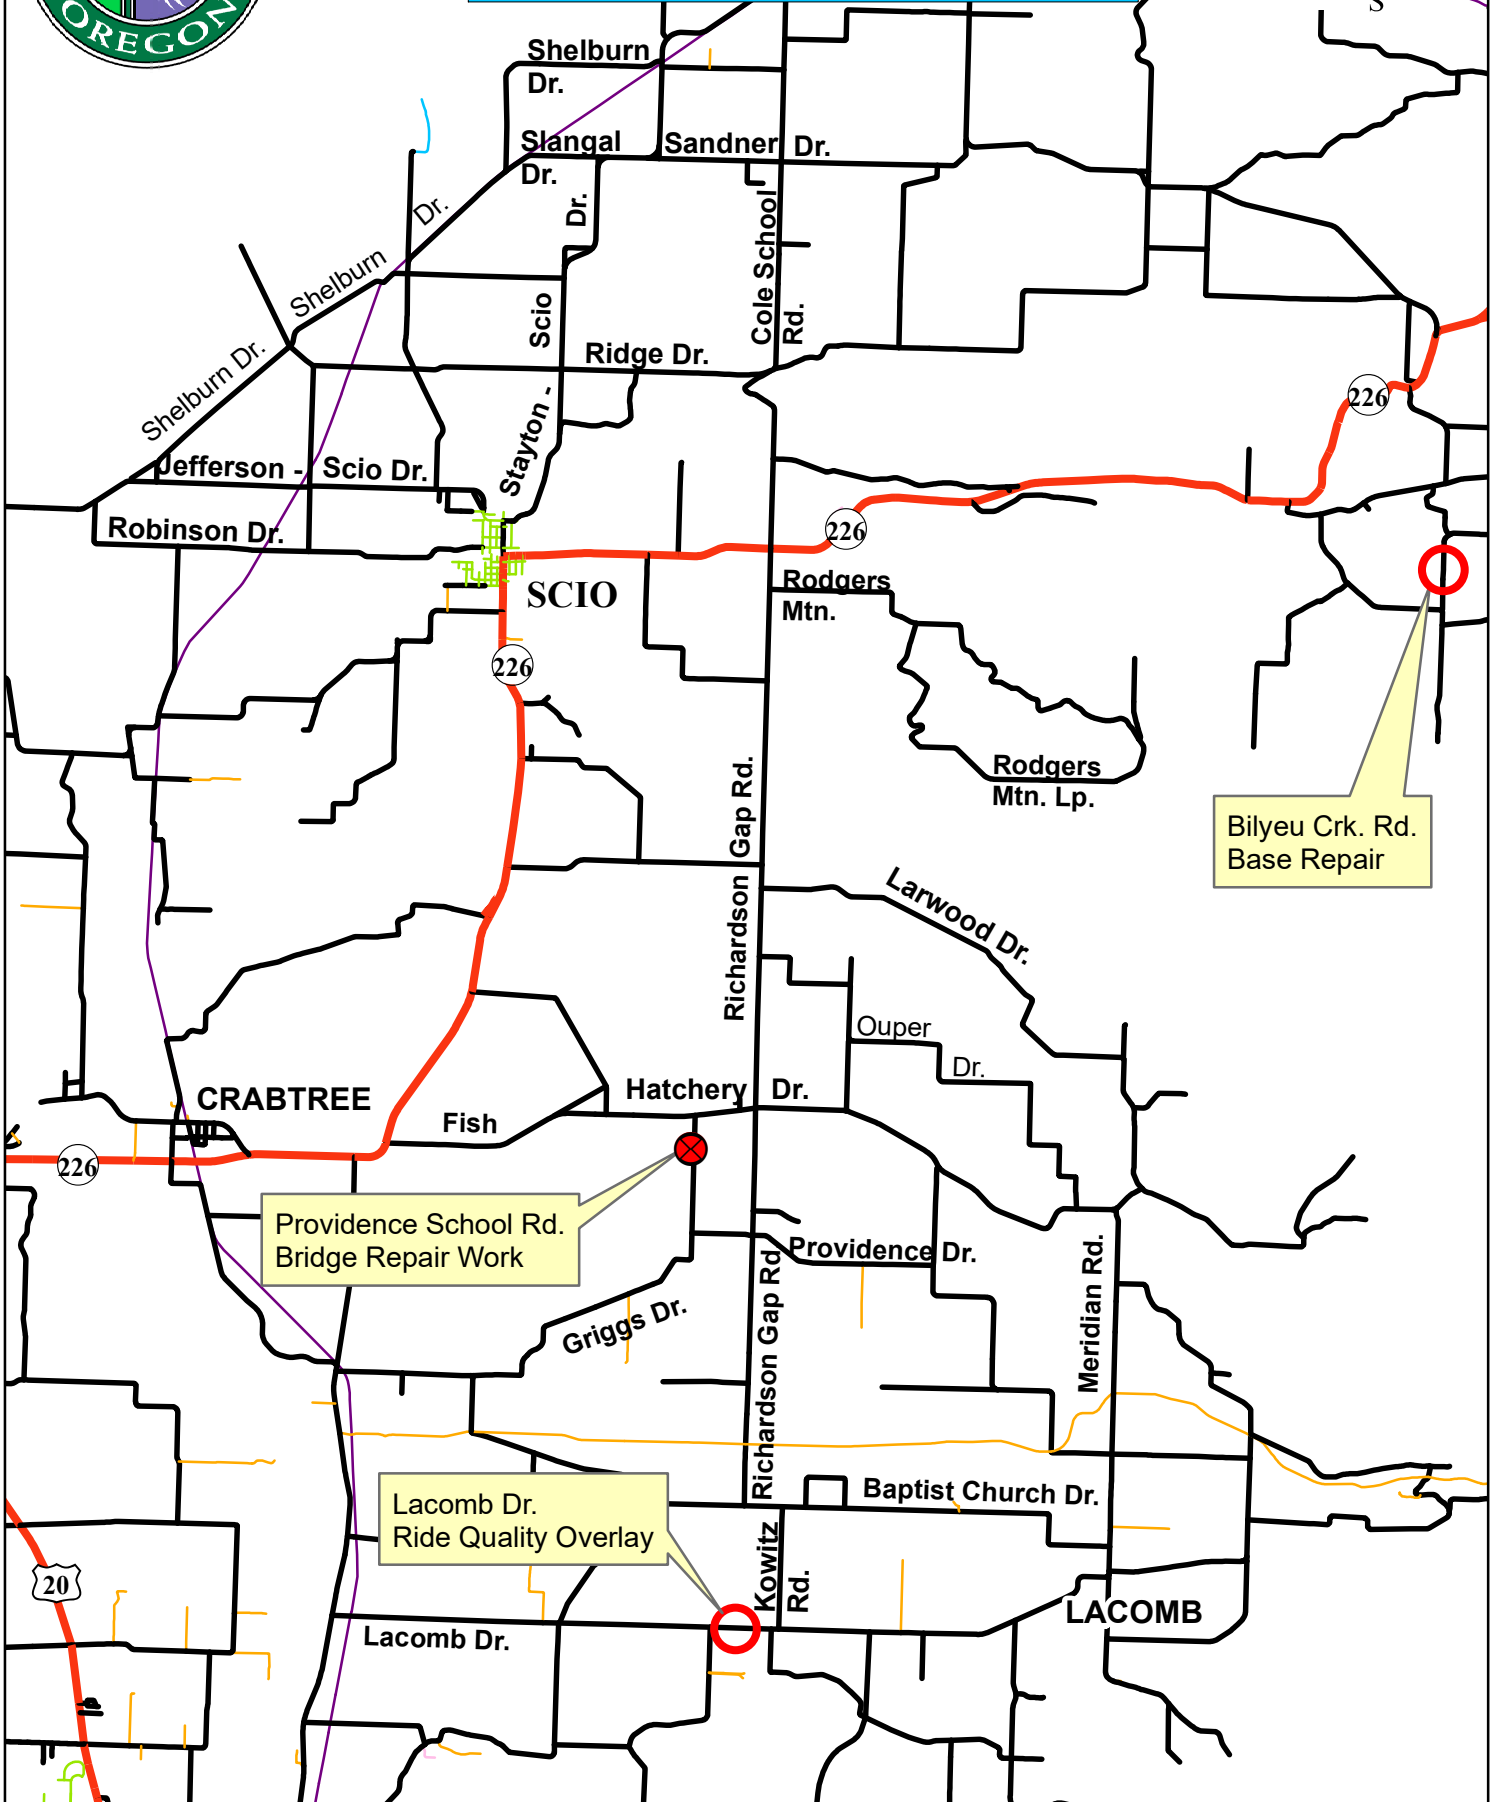 OREGON
S
Shelburn
Dr.
Slangal
Dr.
Sandner Dr.
Dr.
Shelburn
Dr.
Cole School
Rd.
Stayton - Scio
Dr.
Ridge Dr.
Shelburn Dr.
226
Jefferson - Scio Dr.
Robinson Dr.
226
SCIO
Rodgers
Mtn.
226
Rodgers
Mtn. Lp.
Richardson Gap Rd.
Bilyeu Crk. Rd.
Base Repair
Larwood Dr.
Ouper
Dr.
CRABTREE
Fish Hatchery Dr.
226
Providence School Rd.
Bridge Repair Work
Providence Dr.
Griggs Dr.
Richardson Gap Rd
Meridian Rd.
Lacomb Dr.
Ride Quality Overlay
Baptist Church Dr.
Kowitz
Rd.
20
LACOMB
Lacomb Dr.